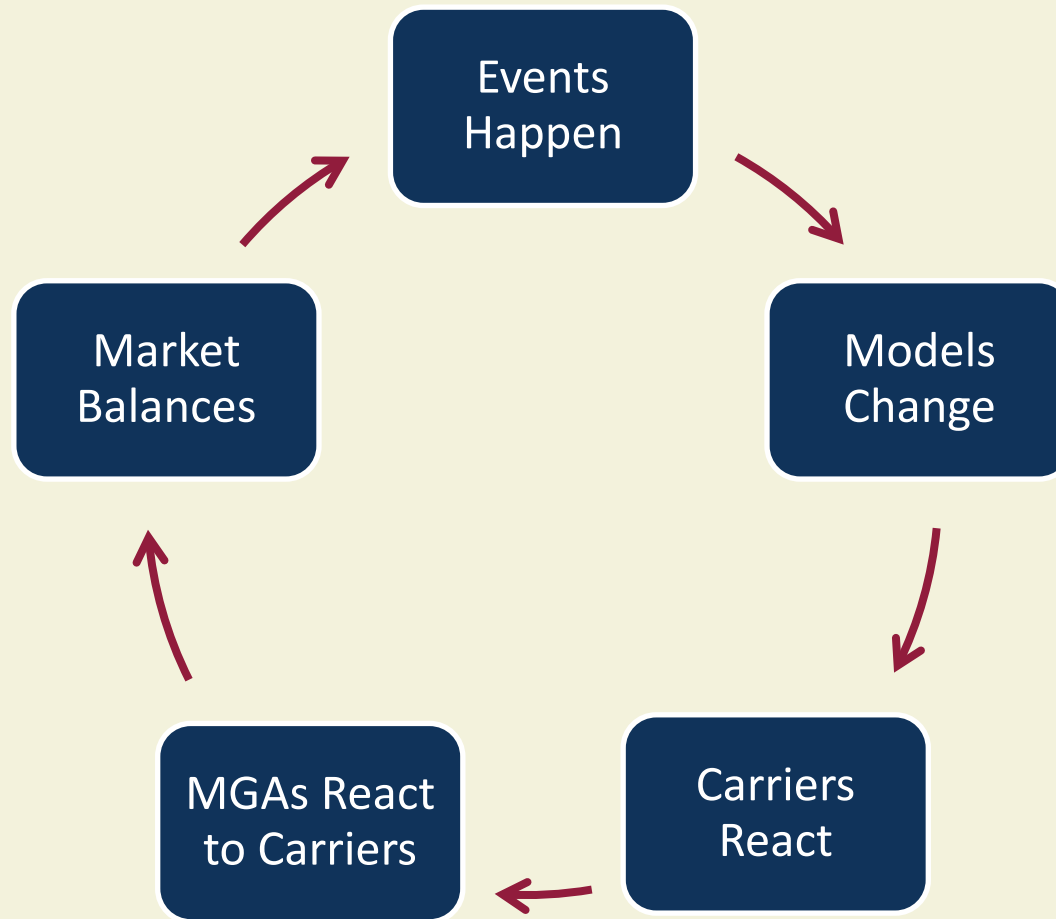 Events
Happen
Models
Change
Carriers
React
MGAs React
to Carriers
Market
Balances